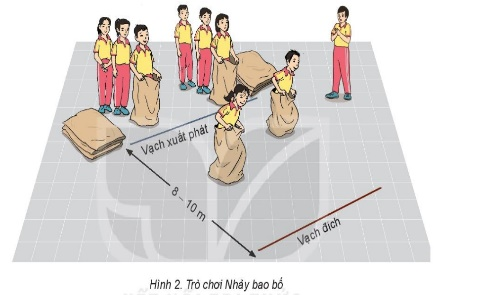 Vạch xuất phát
8 – 10 m
Vạch đích
Hình 2. Trò chơi Nhảy bao bố